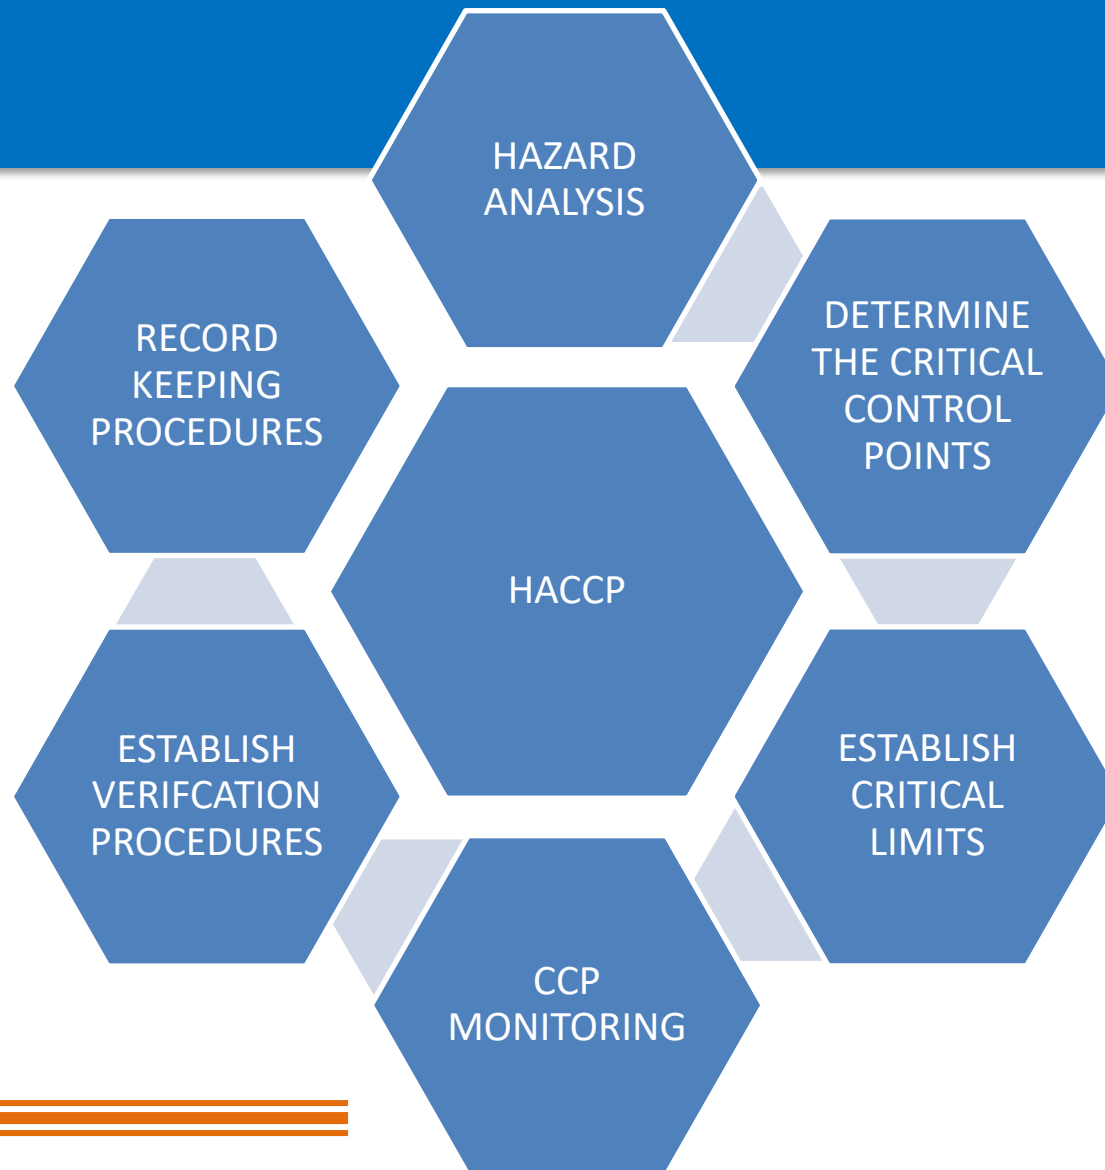 HAZARD
ANALYSIS
DETERMINE
THE CRITICAL
CONTROL
POINTS
ESTABLISH
CRITICAL
LIMITS
CCP
MONITORING
ESTABLISH
VERIFCATION
PROCEDURES
RECORD
KEEPING
PROCEDURES
HACCP